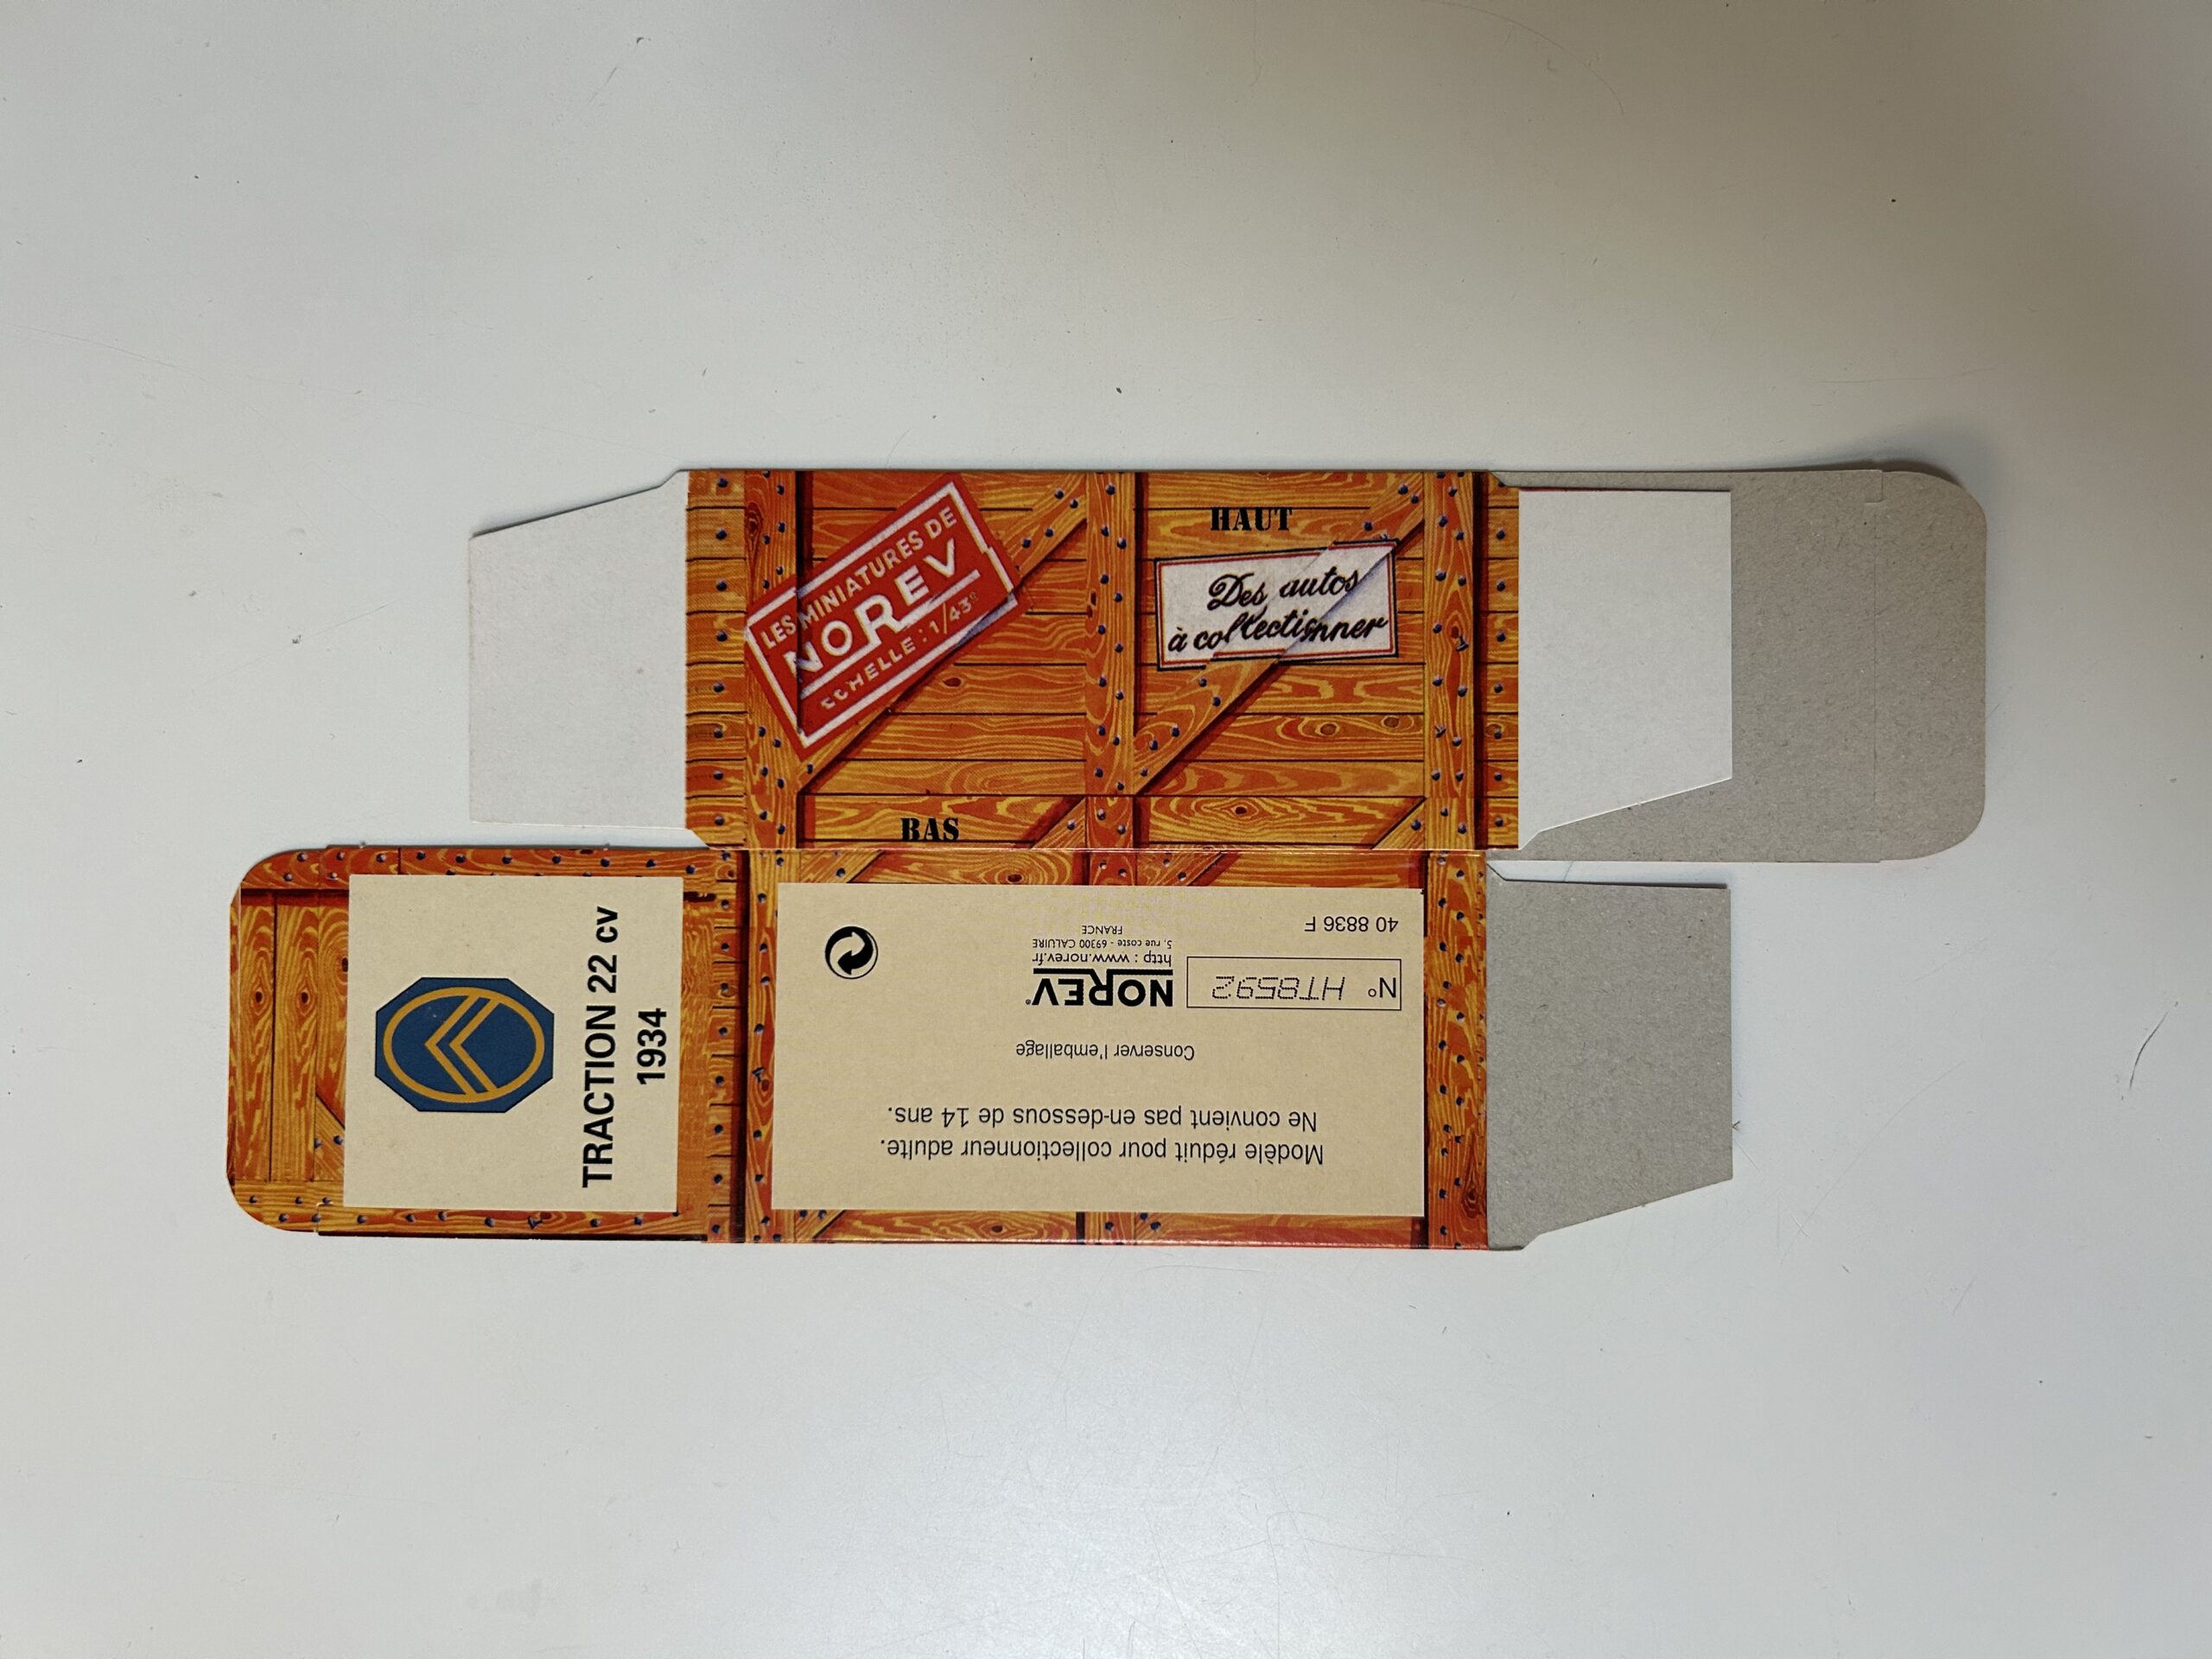 LES MINIATURES DE
NOREV
ECHELLE : 1/43e
HAUT
Des autos
à collectionner
BAS
TRACTION 22 cv
1934
Modèle réduit pour collectionneur adulte.
Ne convient pas en-dessous de 14 ans.
Conserver l'emballage
N° HT8592
NOREV®
http : www.norev.fr
5, rue coste - 69300 CALUIRE
FRANCE
40 8836 F